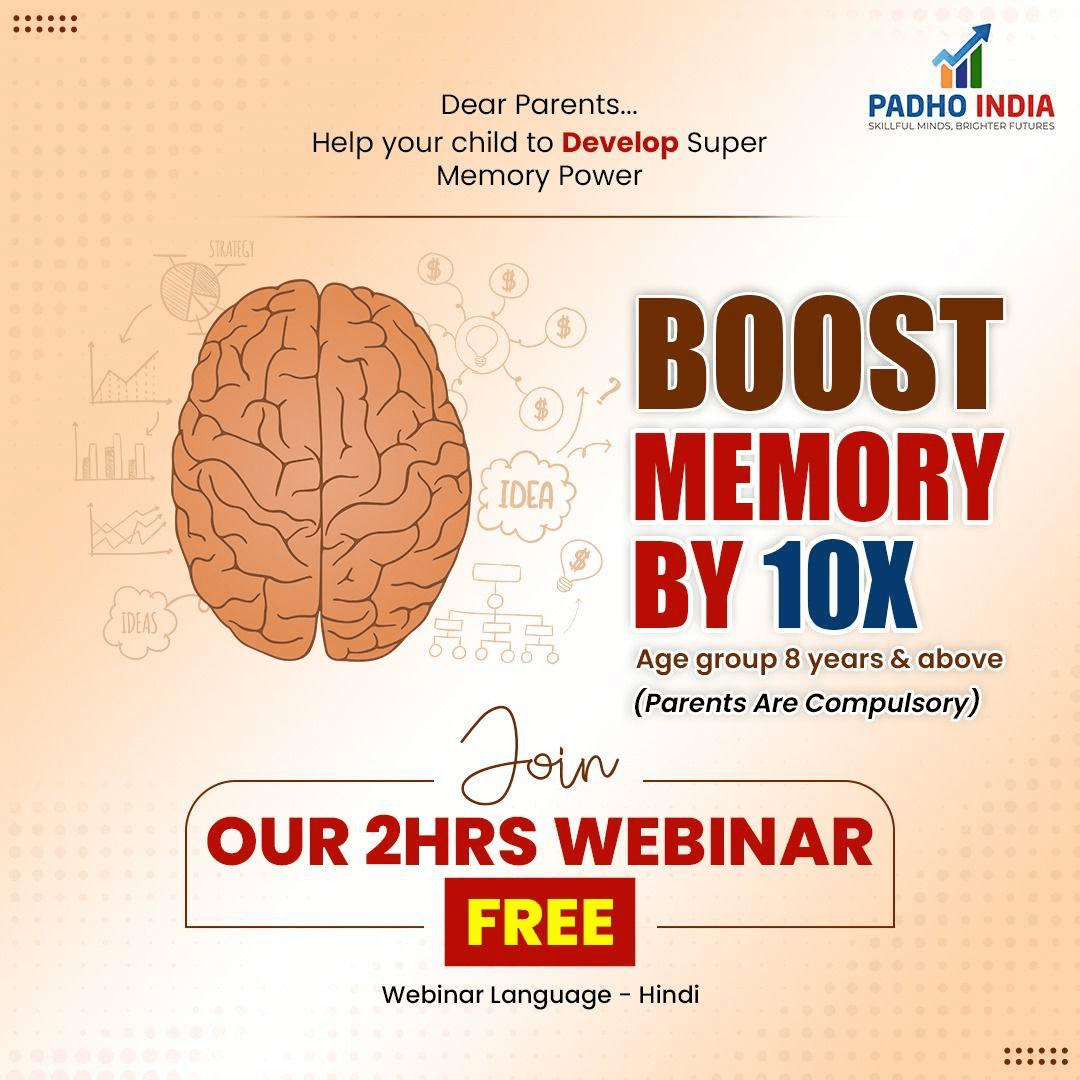 PADHO INDIA
SKILLFUL MINDS, BRIGHTER FUTURES
Dear Parents...
Help your child to Develop Super
Memory Power
STRATEGY
$
$
$
$
?
IDEA
$
IDEAS
BOOST
MEMORY
BY 10X
Age group 8 years & above
(Parents Are Compulsory)
Join
OUR 2HRS WEBINAR
FREE
Webinar Language - Hindi